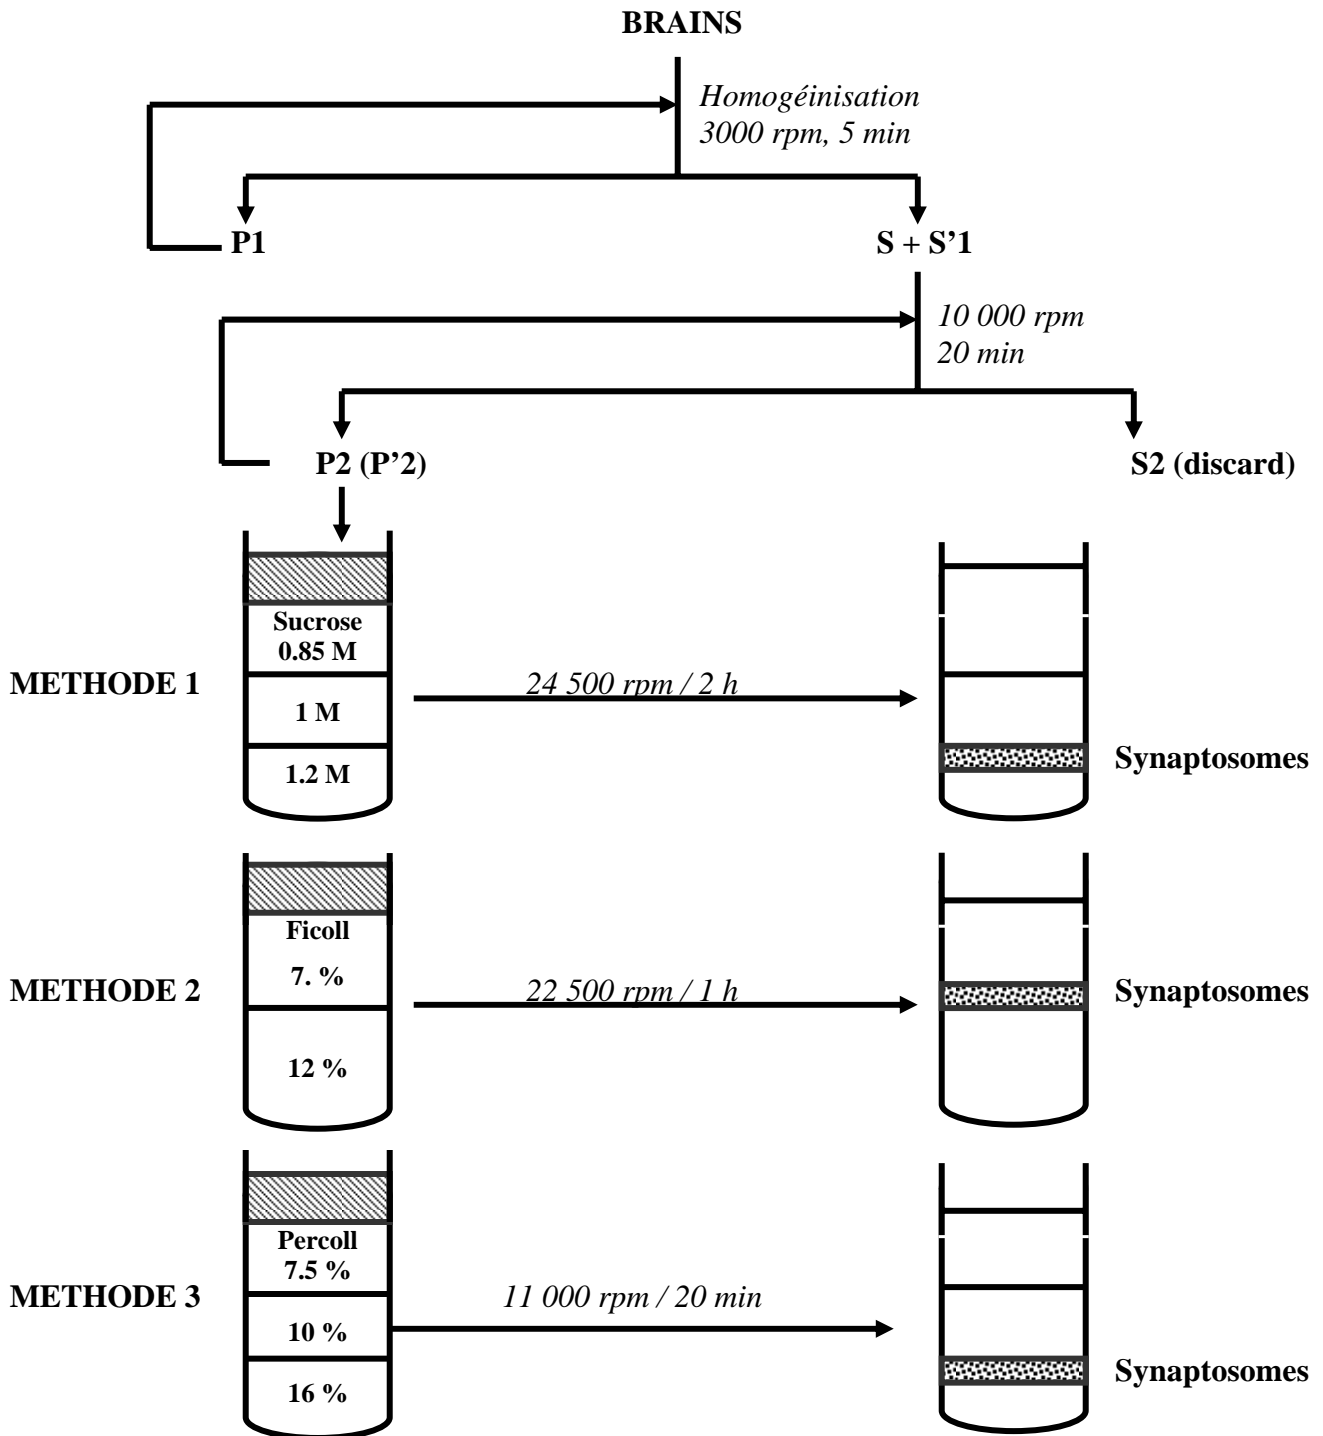 BRAINS
Homogéinisation
3000 rpm, 5 min
P1
S + S’1
10 000 rpm
20 min
P2 (P’2)
S2 (discard)
Sucrose
0.85 M
METHODE 1
24 500 rpm / 2 h
1 M
1.2 M
Synaptosomes
Ficoll
7. %
METHODE 2
22 500 rpm / 1 h
Synaptosomes
12 %
Percoll
7.5 %
METHODE 3
11 000 rpm / 20 min
10 %
16 %
Synaptosomes